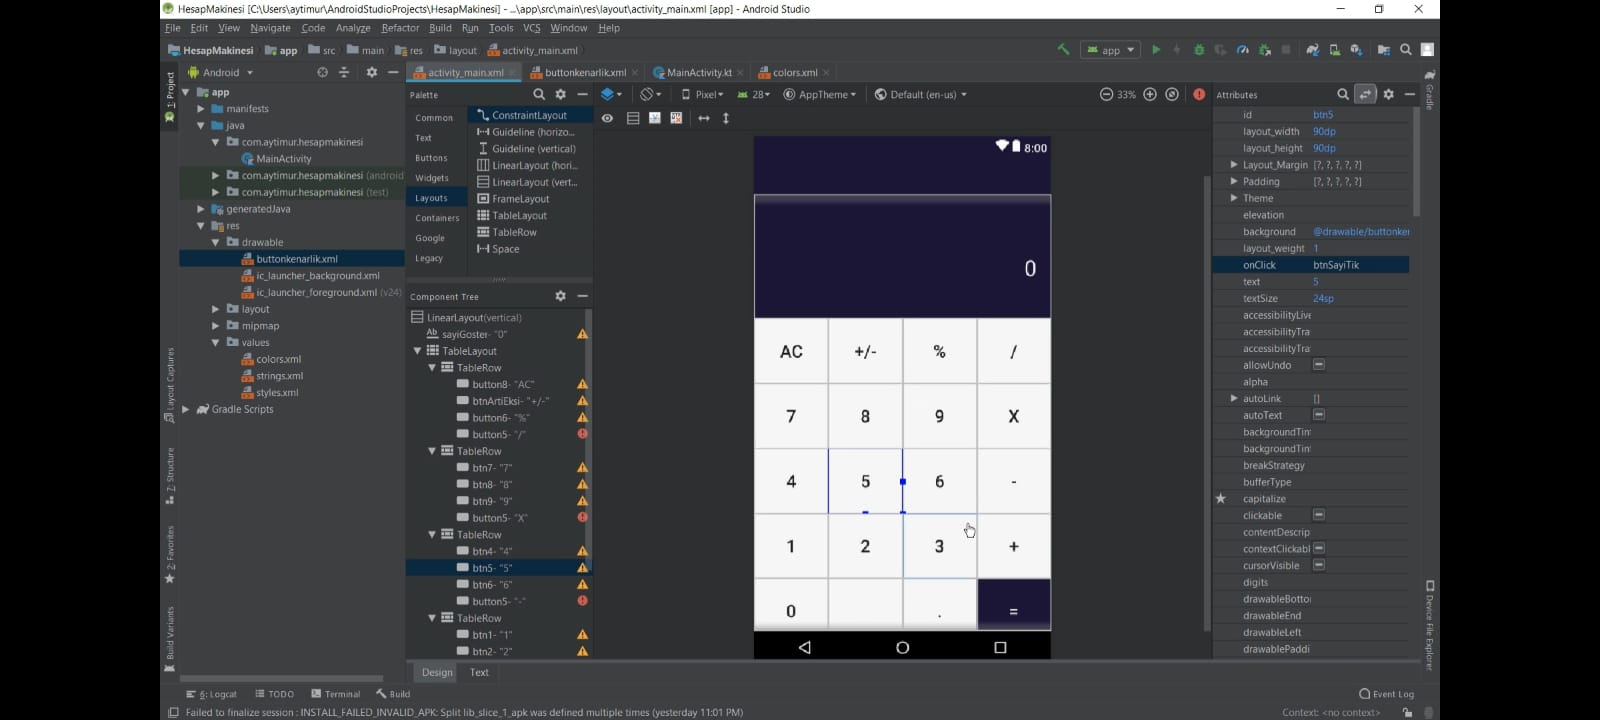 HesapMakinesi [C:\Users\aytimur\AndroidStudioProjects\HesapMakinesi] - ...\app\src\main\res\layout\activity_main.xml [app] - Android Studio
File Edit View Navigate Code Analyze Refactor Build Run Tools VCS Window Help
HesapMakinesi app src main res layout activity_main.xml
app
1: Project
Layout Captures
7: Structure
2: Favorites
Build Variants
Android
app
manifests
java
com.aytimur.hesapmakinesi
MainActivity
com.aytimur.hesapmakinesi (android
com.aytimur.hesapmakinesi (test)
generatedJava
res
drawable
buttonkenarlik.xml
ic_launcher_background.xml
ic_launcher_foreground.xml (v24)
layout
mipmap
values
colors.xml
strings.xml
styles.xml
Gradle Scripts
activity_main.xml buttonkenarlik.xml MainActivity.kt colors.xml
Palette
Common
Text
Buttons
Widgets
Layouts
Containers
Google
Legacy
ConstraintLayout
Guideline (horizo...
Guideline (vertical)
LinearLayout (hori...
LinearLayout (vert...
FrameLayout
TableLayout
TableRow
Space
Component Tree
LinearLayout(vertical)
Ab sayiGoster- "0"
TableLayout
TableRow
button8- "AC"
btnArtiEksi- "+/-"
button6- "%"
button5- "/"
TableRow
btn7- "7"
btn8- "8"
btn9- "9"
button5- "X"
TableRow
btn4- "4"
btn5- "5"
btn6- "6"
button5- "-"
TableRow
btn1- "1"
btn2- "2"
Pixel 28 AppTheme Default (en-us) 33%
8:00
0
AC +/- % /
7 8 9 X
4 5 6 -
1 2 3 +
0 . =
Design Text
Attributes
id btn5
layout_width 90dp
layout_height 90dp
Layout_Margin [?, ?, ?, ?, ?]
Padding [?, ?, ?, ?, ?]
Theme
elevation
background @drawable/buttonker
layout_weight 1
onClick btnSayiTik
text 5
textSize 24sp
accessibilityLive
accessibilityTra
accessibilityTra
allowUndo
alpha
autoLink []
autoText
backgroundTin
backgroundTin
breakStrategy
bufferType
capitalize
clickable
contentDescrip
contextClickabl
cursorVisible
digits
drawableBotto
drawableEnd
drawableLeft
drawablePaddi
Gradle
Device File Explorer
6: Logcat TODO Terminal Build Event Log
Failed to finalize session : INSTALL_FAILED_INVALID_APK: Split lib_slice_1_apk was defined multiple times (yesterday 11:01 PM) Context: <no context>